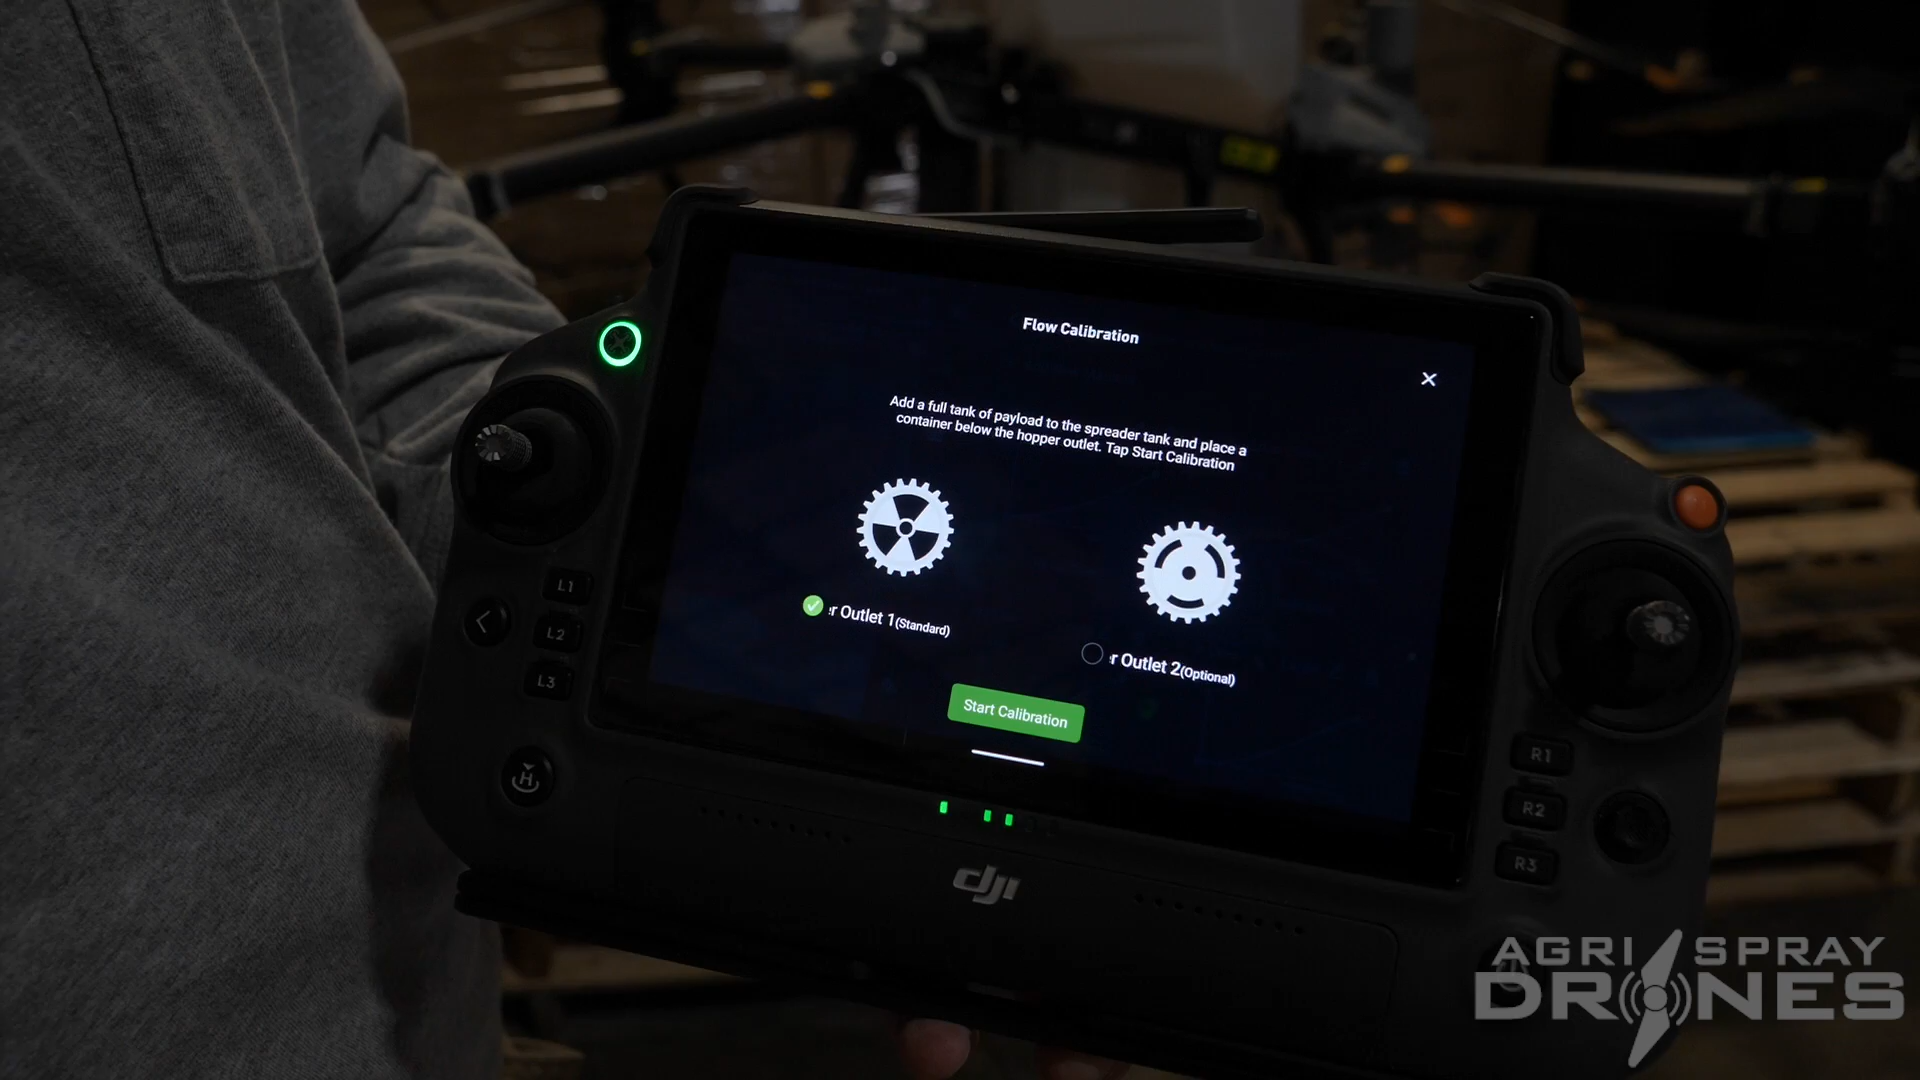 Flow Calibration
Add a full tank of payload to the spreader tank and place a
container below the hopper outlet. Tap Start Calibration
r Outlet 1(Standard)
r Outlet 2(Optional)
Start Calibration
L1
L2
L3
H
R1
R2
R3
dji
AGRI SPRAY
DRONES